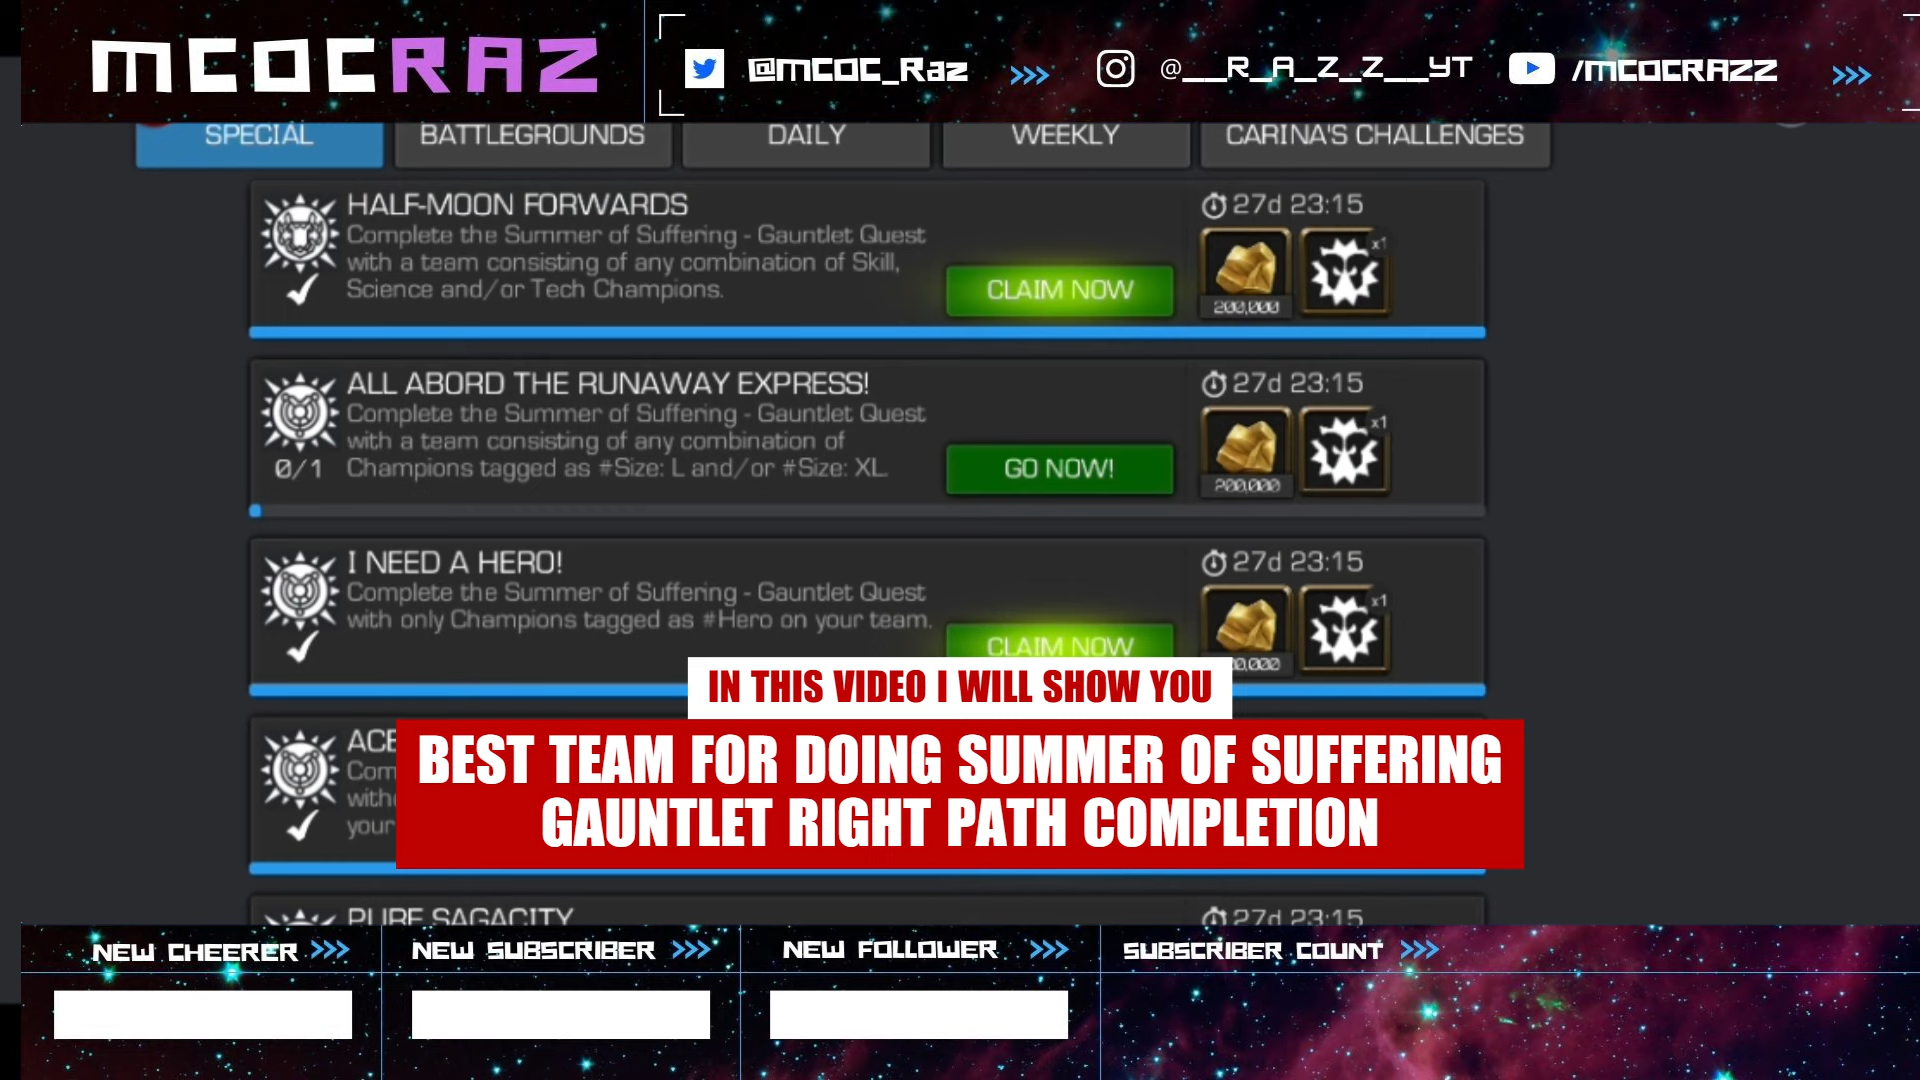 MCOCRAZ
@MCOC_Raz
@__R_A_Z_Z__YT
/MCOCRAZZ
SPECIAL
BATTLEGROUNDS
DAILY
WEEKLY
CARINA'S CHALLENGES
HALF-MOON FORWARDS
Complete the Summer of Suffering - Gauntlet Quest
with a team consisting of any combination of Skill,
Science and/or Tech Champions.
CLAIM NOW
27d 23:15
200,000
x1
ALL ABORD THE RUNAWAY EXPRESS!
Complete the Summer of Suffering - Gauntlet Quest
with a team consisting of any combination of
Champions tagged as #Size: L and/or #Size: XL.
0/1
GO NOW!
27d 23:15
200,000
x1
I NEED A HERO!
Complete the Summer of Suffering - Gauntlet Quest
with only Champions tagged as #Hero on your team.
CLAIM NOW
27d 23:15
x1
IN THIS VIDEO I WILL SHOW YOU
BEST TEAM FOR DOING SUMMER OF SUFFERING
GAUNTLET RIGHT PATH COMPLETION
your
PURE SAGACITY
27d 23:15
NEW CHEERER
NEW SUBSCRIBER
NEW FOLLOWER
SUBSCRIBER COUNT